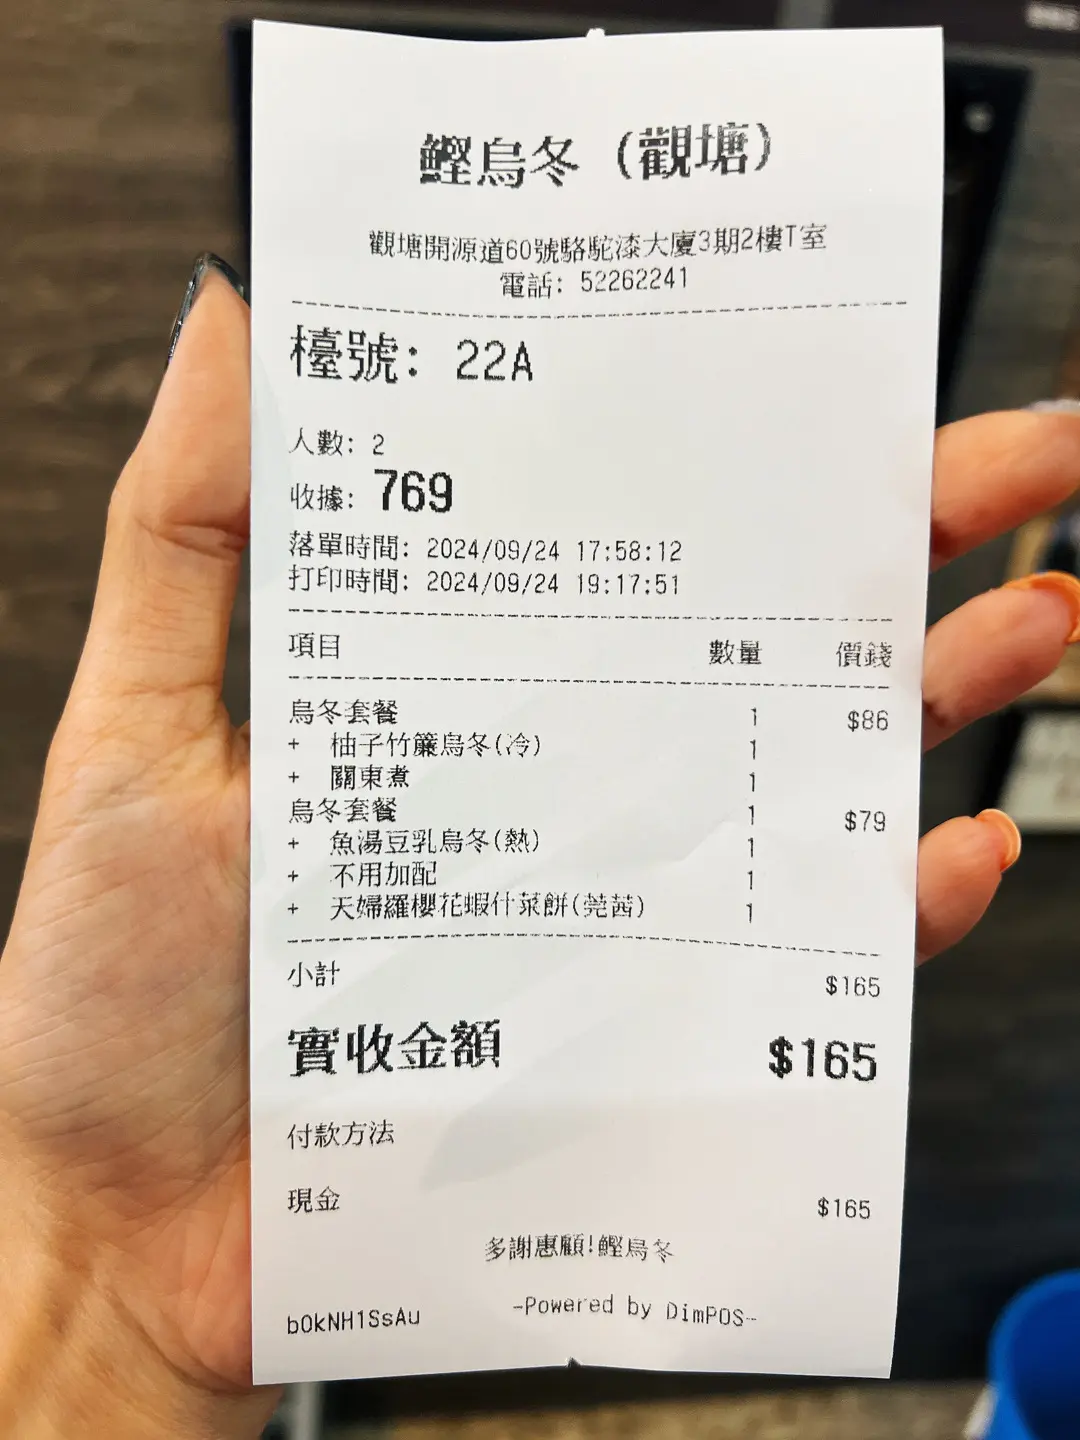 鰹烏冬 (觀塘)
觀塘開源道60號駱駝漆大廈3期2樓T室
電話: 52262241
檯號: 22A
人數: 2
收據: 769
落單時間: 2024/09/24 17:58:12
打印時間: 2024/09/24 19:17:51
項目 數量 價錢
烏冬套餐 1 $86
+ 柚子竹簾烏冬(冷) 1
+ 關東煮 1
烏冬套餐 1 $79
+ 魚湯豆乳烏冬(熱) 1
+ 不用加配 1
+ 天婦羅櫻花蝦什菜餅(莞茜) 1
小計 $165
實收金額 $165
付款方法
現金 $165
多謝惠顧!鰹烏冬
b0kNH1SsAu -Powered by DimPOS-